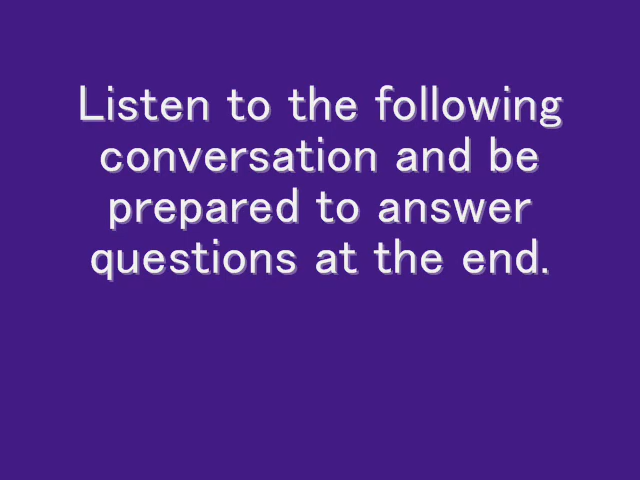 Listen to the following
conversation and be
prepared to answer
questions at the end.